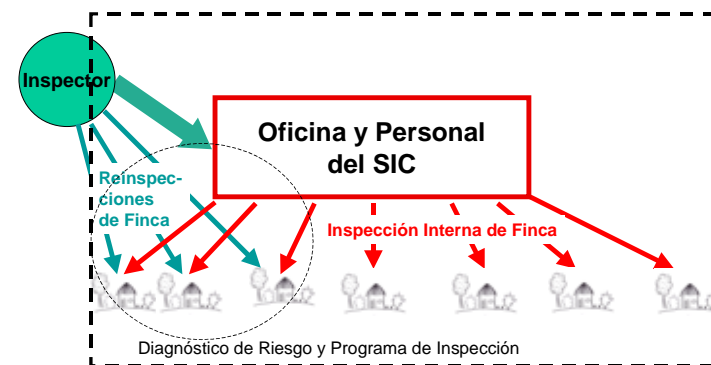 Inspector
Oficina y Personal
del SIC
Reinspec-
ciones
de Finca
Inspección Interna de Finca
Diagnóstico de Riesgo y Programa de Inspección